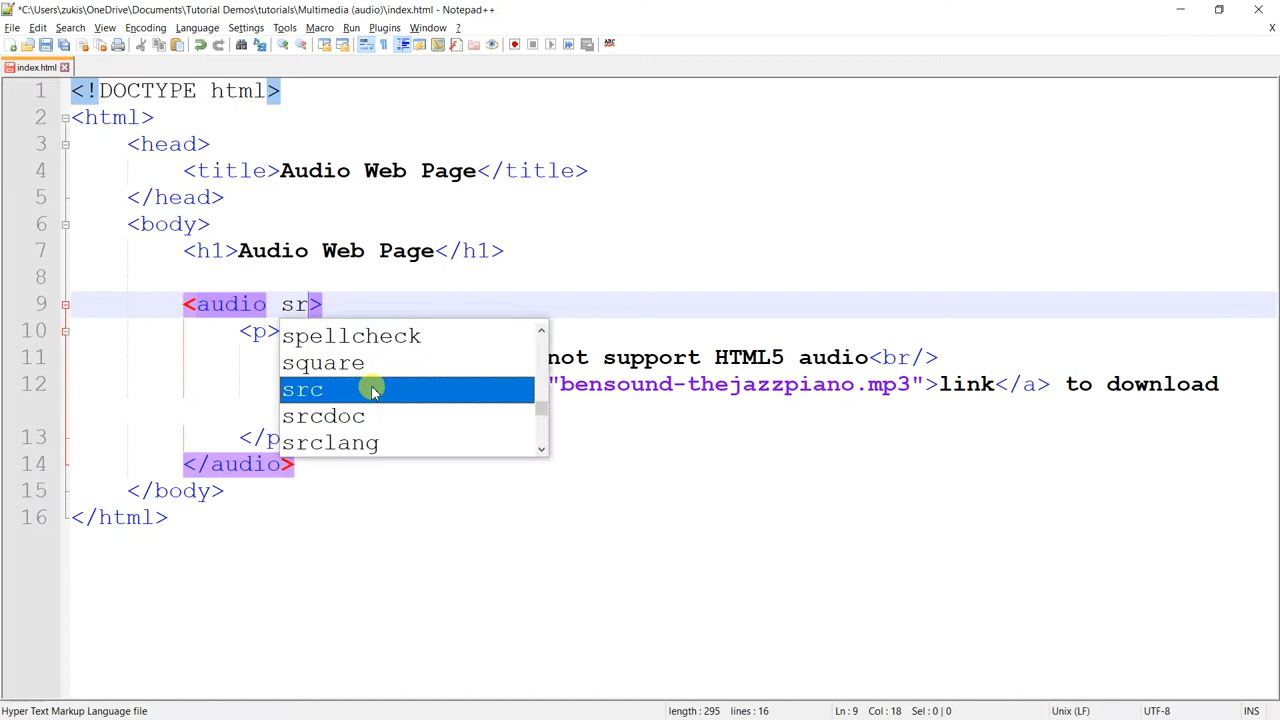 *C:\Users\zukis\OneDrive\Documents\Tutorial Demos\tutorials\Multimedia (audio)\index.html - Notepad++
File Edit Search View Encoding Language Settings Tools Macro Run Plugins Window ?
X
index.html
1 <!DOCTYPE html>
2 <html>
3 <head>
4 <title>Audio Web Page</title>
5 </head>
6 <body>
7 <h1>Audio Web Page</h1>
8
9 <audio sr>
10 <p>
spellcheck
square
11 not support HTML5 audio<br/>
12 "bensound-thejazzpiano.mp3">link</a> to download
src
srcdoc
srclang
13 </p
14 </audio>
15 </body>
16 </html>
Hyper Text Markup Language file length : 295 lines : 16 Ln : 9 Col : 18 Sel : 0 | 0 Unix (LF) UTF-8 INS